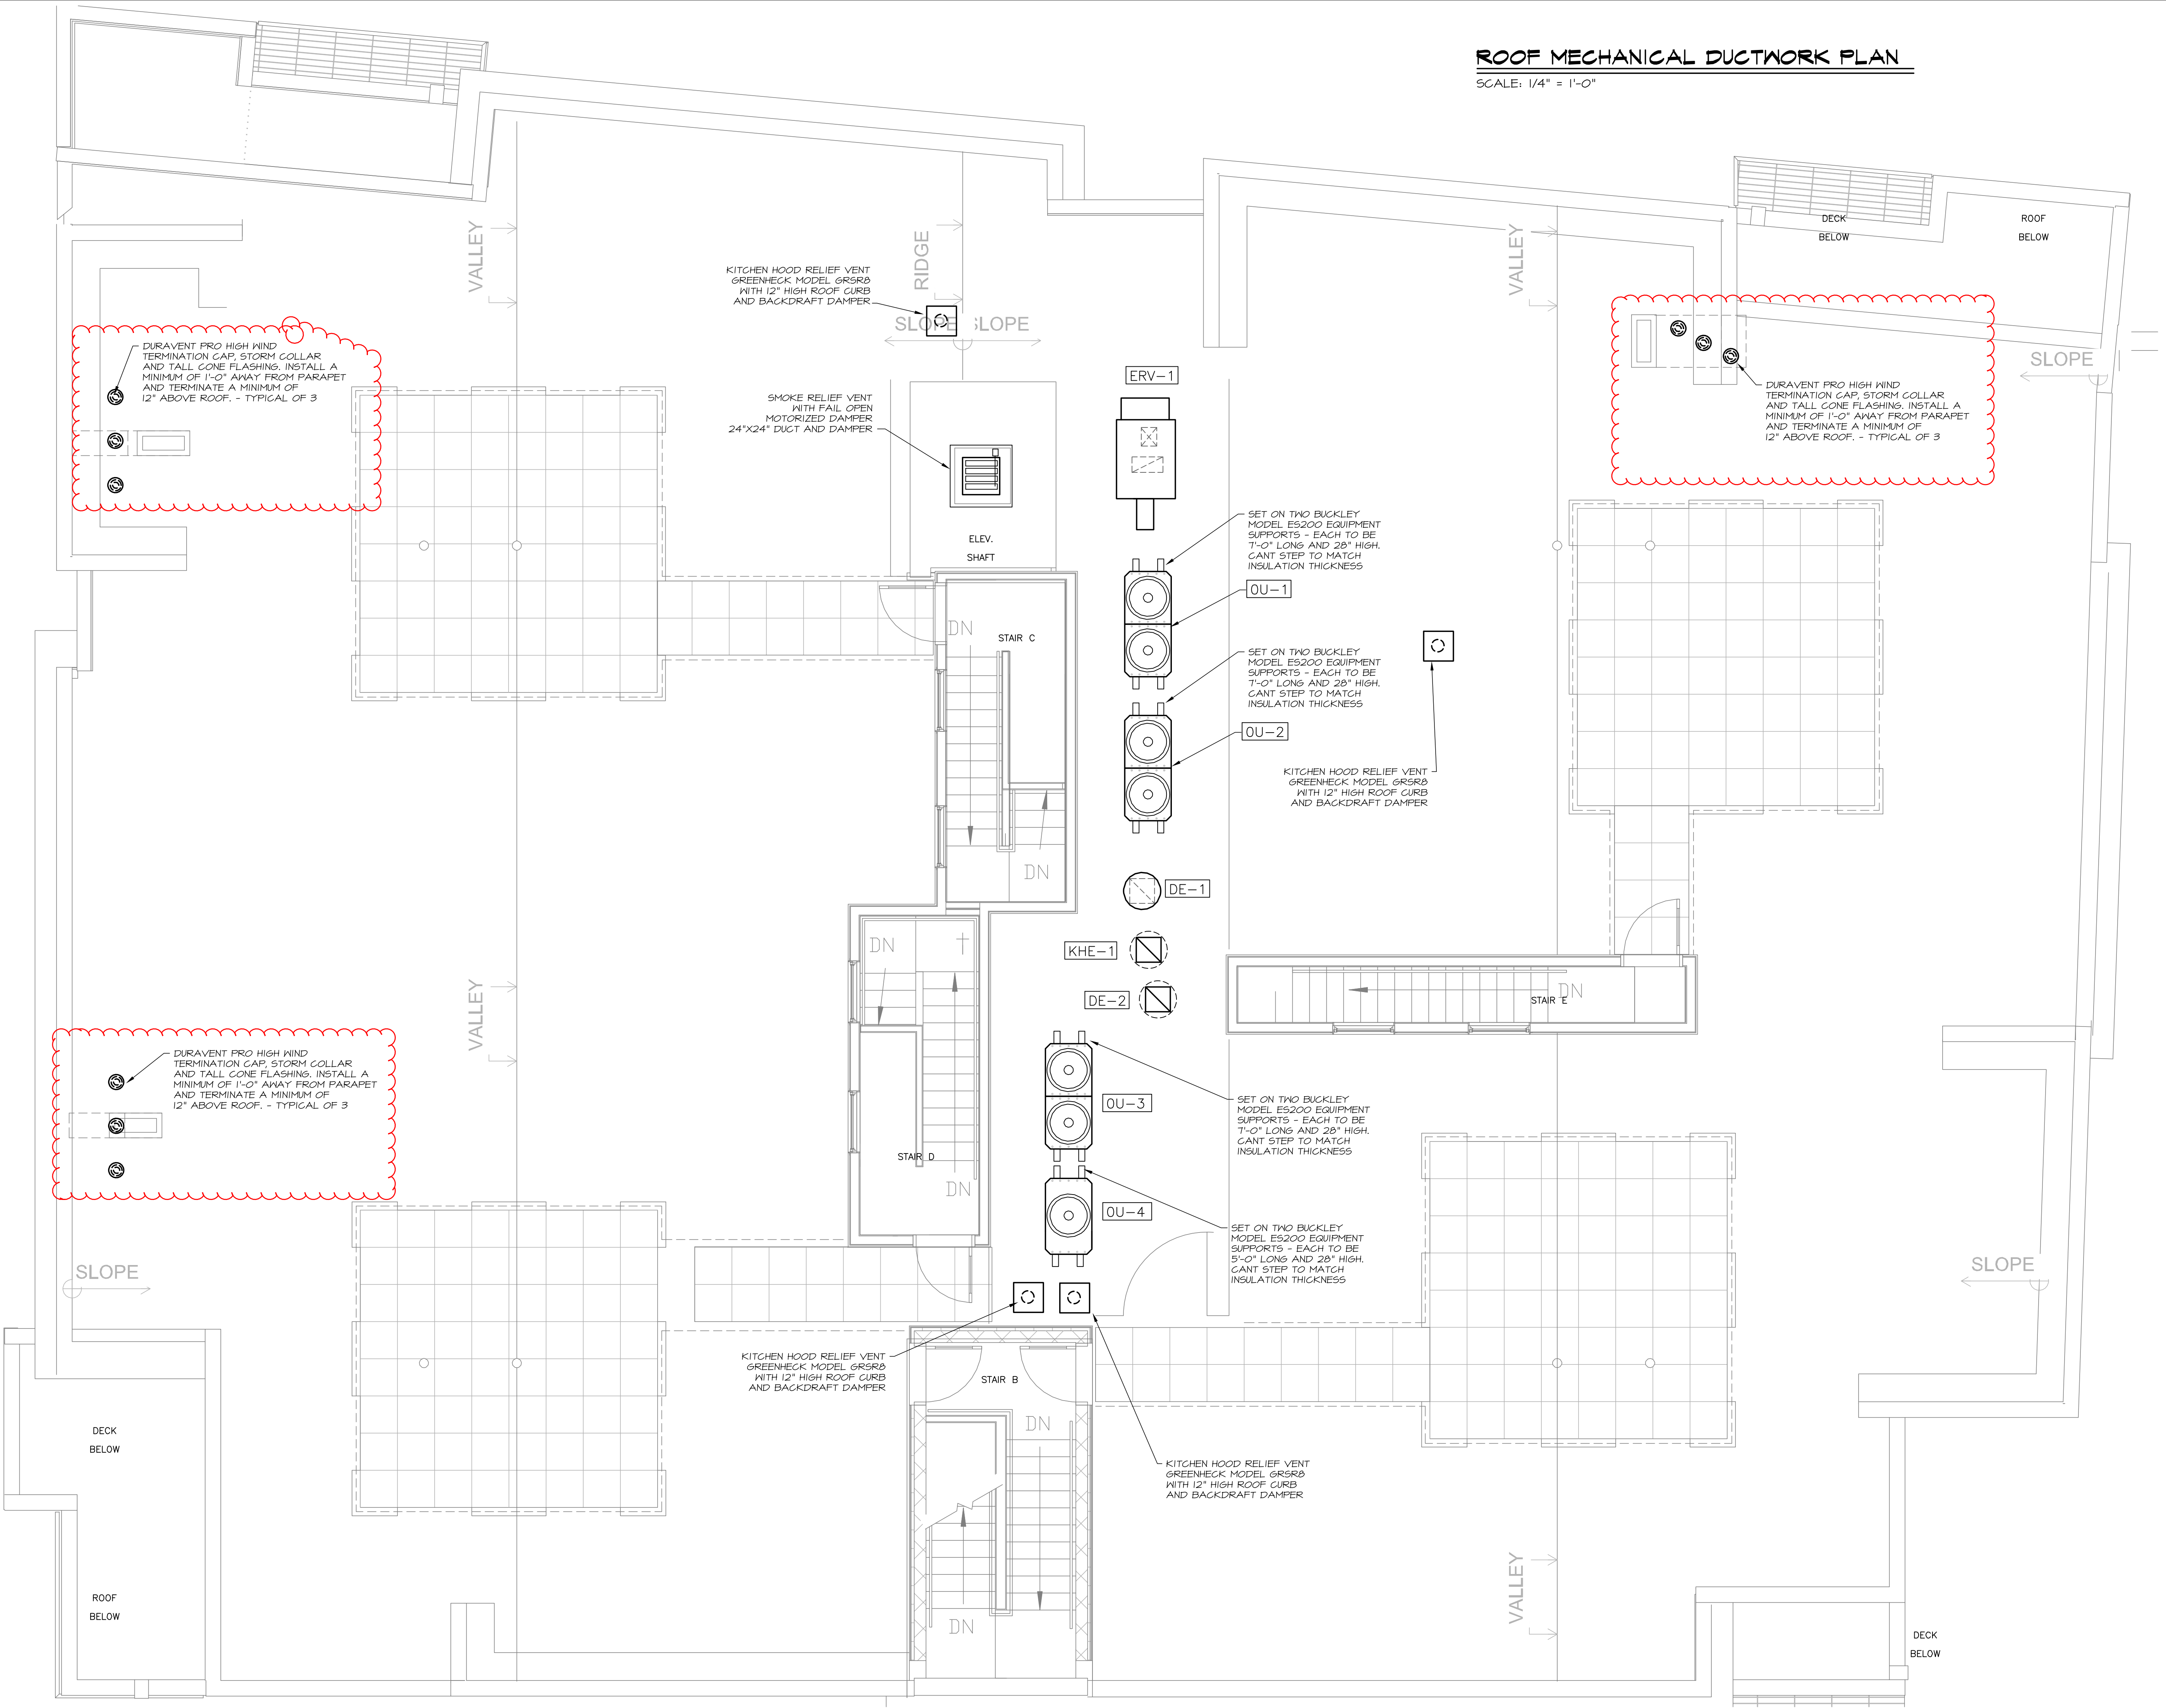 ROOF MECHANICAL DUCTWORK PLAN
SCALE: 1/4" = 1'-0"
DECK
BELOW
ROOF
BELOW
VALLEY
RIDGE
VALLEY
KITCHEN HOOD RELIEF VENT
GREENHECK MODEL GRSR8
WITH 12" HIGH ROOF CURB
AND BACKDRAFT DAMPER
SLOPE
SLOPE
DURAVENT PRO HIGH WIND
TERMINATION CAP, STORM COLLAR
AND TALL CONE FLASHING. INSTALL A
MINIMUM OF 1'-0" AWAY FROM PARAPET
AND TERMINATE A MINIMUM OF
12" ABOVE ROOF. - TYPICAL OF 3
SLOPE
ERV-1
DURAVENT PRO HIGH WIND
TERMINATION CAP, STORM COLLAR
AND TALL CONE FLASHING. INSTALL A
MINIMUM OF 1'-0" AWAY FROM PARAPET
AND TERMINATE A MINIMUM OF
12" ABOVE ROOF. - TYPICAL OF 3
SMOKE RELIEF VENT
WITH FAIL OPEN
MOTORIZED DAMPER
24"X24" DUCT AND DAMPER
ELEV.
SHAFT
SET ON TWO BUCKLEY
MODEL ES200 EQUIPMENT
SUPPORTS - EACH TO BE
7'-0" LONG AND 28" HIGH.
CANT STEP TO MATCH
INSULATION THICKNESS
OU-1
DN
STAIR C
SET ON TWO BUCKLEY
MODEL ES200 EQUIPMENT
SUPPORTS - EACH TO BE
7'-0" LONG AND 28" HIGH.
CANT STEP TO MATCH
INSULATION THICKNESS
OU-2
KITCHEN HOOD RELIEF VENT
GREENHECK MODEL GRSR8
WITH 12" HIGH ROOF CURB
AND BACKDRAFT DAMPER
DN
DE-1
DN
KHE-1
DE-2
DN
STAIR E
VALLEY
DURAVENT PRO HIGH WIND
TERMINATION CAP, STORM COLLAR
AND TALL CONE FLASHING. INSTALL A
MINIMUM OF 1'-0" AWAY FROM PARAPET
AND TERMINATE A MINIMUM OF
12" ABOVE ROOF. - TYPICAL OF 3
OU-3
SET ON TWO BUCKLEY
MODEL ES200 EQUIPMENT
SUPPORTS - EACH TO BE
7'-0" LONG AND 28" HIGH.
CANT STEP TO MATCH
INSULATION THICKNESS
STAIR D
DN
OU-4
SET ON TWO BUCKLEY
MODEL ES200 EQUIPMENT
SUPPORTS - EACH TO BE
5'-0" LONG AND 28" HIGH.
CANT STEP TO MATCH
INSULATION THICKNESS
SLOPE
SLOPE
KITCHEN HOOD RELIEF VENT
GREENHECK MODEL GRSR8
WITH 12" HIGH ROOF CURB
AND BACKDRAFT DAMPER
STAIR B
DN
DECK
BELOW
KITCHEN HOOD RELIEF VENT
GREENHECK MODEL GRSR8
WITH 12" HIGH ROOF CURB
AND BACKDRAFT DAMPER
VALLEY
ROOF
BELOW
DN
DECK
BELOW